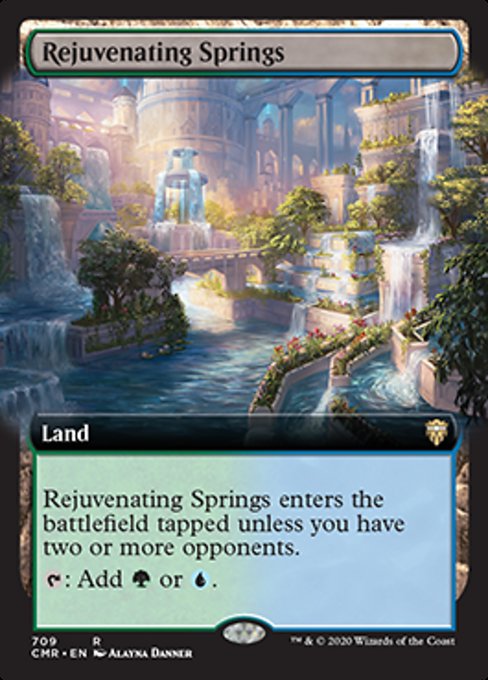 Rejuvenating Springs
Land
Rejuvenating Springs enters the
battlefield tapped unless you have
two or more opponents.
: Add or .
709 R
CMR • EN Alayna Danner
™ & © 2020 Wizards of the Coast